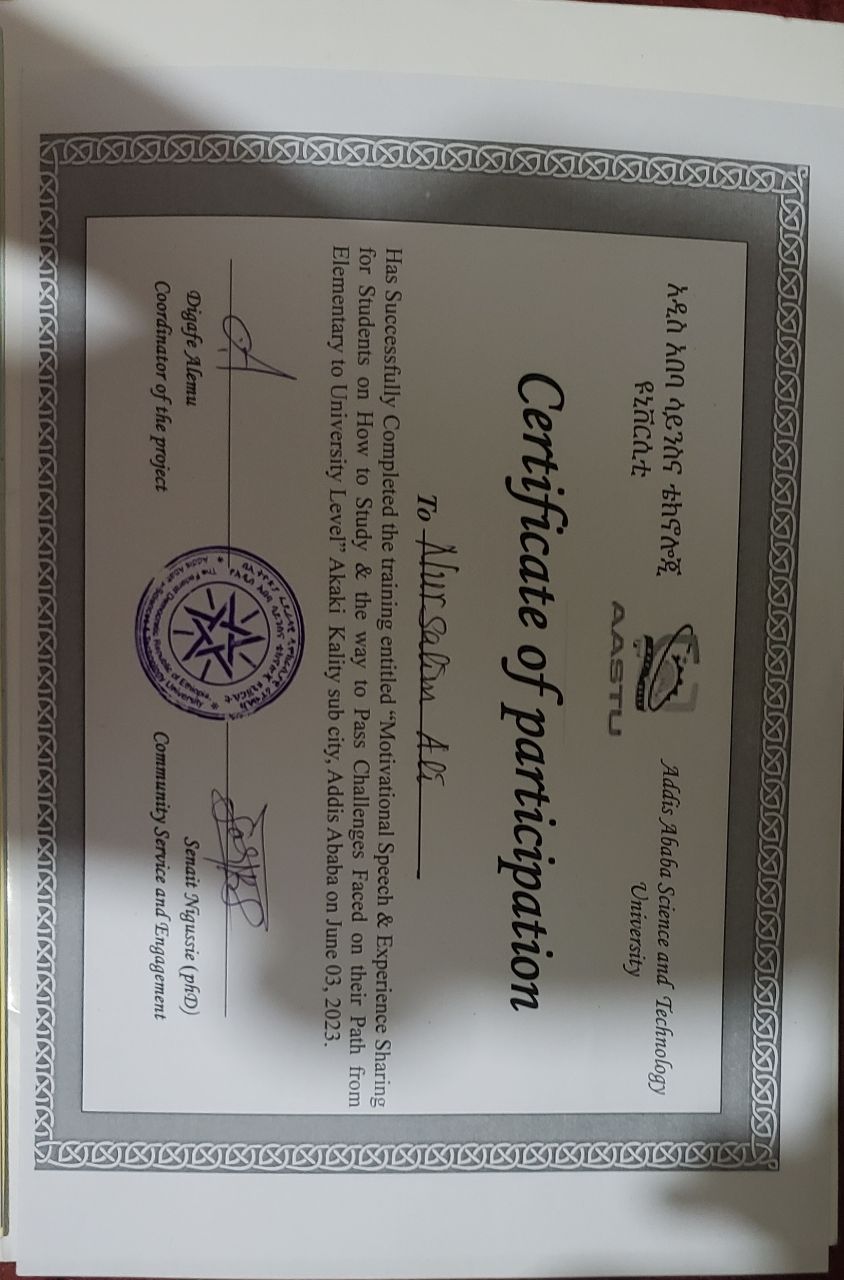 አዲስ አበባ ሳይንስና ቴክኖሎጂ
ዩኒቨርሲቲ
AASTU
Addis Ababa Science and Technology
University
Certificate of participation
To Nursalim Ali
Has Successfully Completed the training entitled “Motivational Speech & Experience Sharing
for Students on How to Study & the way to Pass Challenges Faced on their Path from
Elementary to University Level” Akaki Kality sub city, Addis Ababa on June 03, 2023.
Digafe Alemu
Coordinator of the project
The Federal Democratic Republic of Ethiopia
Addis Ababa Science & Technology University
Senait Nigussie (phD)
Community Service and Engagement